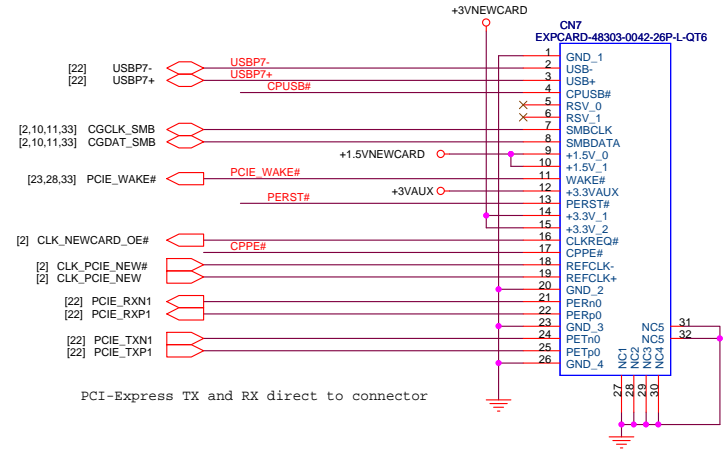 +3VNEWCARD
CN7
EXPCARD-48303-0042-26P-L-QT6
[22] USBP7- USBP7- 1 GND_1
[22] USBP7+ USBP7+ 2 USB-
3 USB+
CPUSB# 4 CPUSB#
5 RSV_0
6 RSV_1
[2,10,11,33] CGCLK_SMB 7 SMBCLK
[2,10,11,33] CGDAT_SMB 8 SMBDATA
+1.5VNEWCARD 9 +1.5V_0
10 +1.5V_1
[23,28,33] PCIE_WAKE# PCIE_WAKE# 11 WAKE#
+3VAUX 12 +3.3VAUX
PERST# 13 PERST#
14 +3.3V_1
15 +3.3V_2
[2] CLK_NEWCARD_OE# 16 CLKREQ#
CPPE# 17 CPPE#
[2] CLK_PCIE_NEW# 18 REFCLK-
[2] CLK_PCIE_NEW 19 REFCLK+
20 GND_2
[22] PCIE_RXN1 21 PERn0
[22] PCIE_RXP1 22 PERp0
23 GND_3 NC5 31
[22] PCIE_TXN1 24 PETn0 NC5 32
[22] PCIE_TXP1 25 PETp0
26 GND_4
NC1 NC2 NC3 NC4
27 28 29 30
PCI-Express TX and RX direct to connector